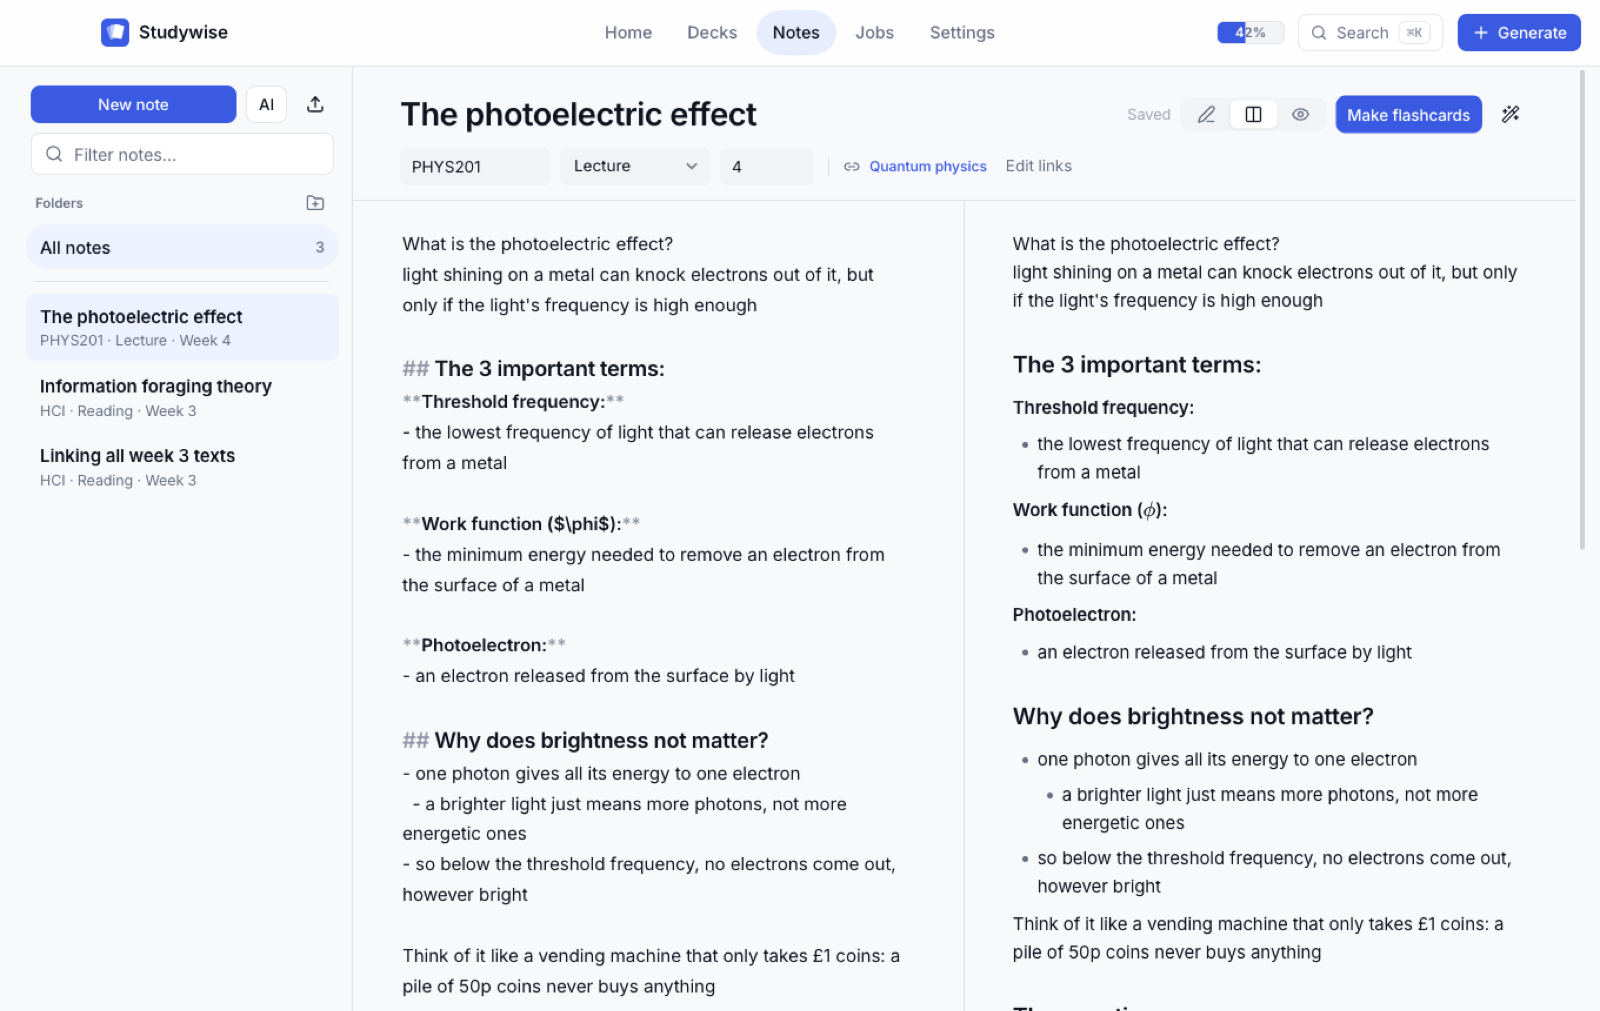 Studywise
Home
Decks
Notes
Jobs
Settings
42%
Search ⌘K
+ Generate
New note
AI
Filter notes...
Folders
All notes 3
The photoelectric effect
PHYS201 · Lecture · Week 4
Information foraging theory
HCI · Reading · Week 3
Linking all week 3 texts
HCI · Reading · Week 3
The photoelectric effect
Saved
Make flashcards
PHYS201
Lecture
4
Quantum physics
Edit links
What is the photoelectric effect?
light shining on a metal can knock electrons out of it, but
only if the light's frequency is high enough
## The 3 important terms:
**Threshold frequency:**
- the lowest frequency of light that can release electrons
from a metal
**Work function ($\phi$):**
- the minimum energy needed to remove an electron from
the surface of a metal
**Photoelectron:**
- an electron released from the surface by light
## Why does brightness not matter?
- one photon gives all its energy to one electron
- a brighter light just means more photons, not more
energetic ones
- so below the threshold frequency, no electrons come out,
however bright
Think of it like a vending machine that only takes £1 coins: a
pile of 50p coins never buys anything
What is the photoelectric effect?
light shining on a metal can knock electrons out of it, but only
if the light's frequency is high enough
The 3 important terms:
Threshold frequency:
• the lowest frequency of light that can release electrons
from a metal
Work function (ϕ):
• the minimum energy needed to remove an electron from
the surface of a metal
Photoelectron:
• an electron released from the surface by light
Why does brightness not matter?
• one photon gives all its energy to one electron
• a brighter light just means more photons, not more
energetic ones
• so below the threshold frequency, no electrons come out,
however bright
Think of it like a vending machine that only takes £1 coins: a
pile of 50p coins never buys anything